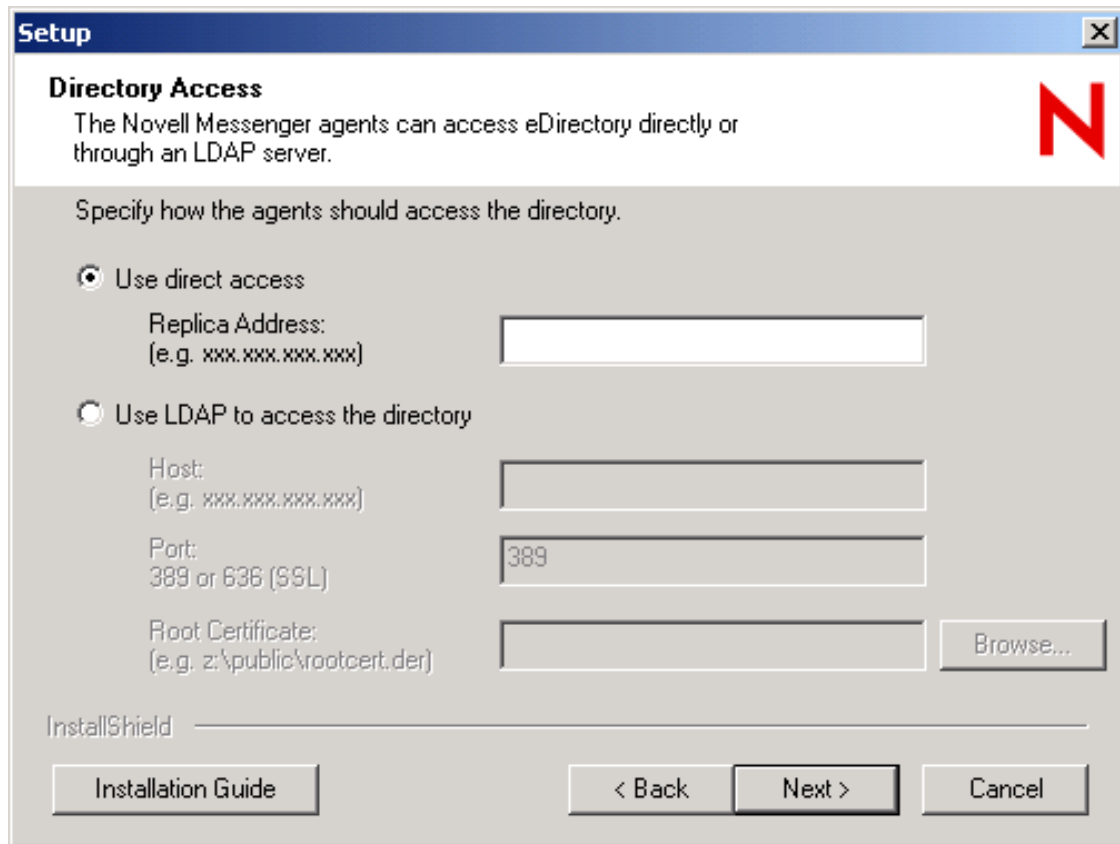 Setup
Directory Access
The Novell Messenger agents can access eDirectory directly or
through an LDAP server.
N
Specify how the agents should access the directory.
Use direct access
Replica Address:
(e.g. xxx.xxx.xxx.xxx)
Use LDAP to access the directory
Host:
(e.g. xxx.xxx.xxx.xxx)
Port:
389 or 636 (SSL)
389
Root Certificate:
(e.g. z:\public\rootcert.der)
Browse...
InstallShield
Installation Guide
< Back
Next >
Cancel